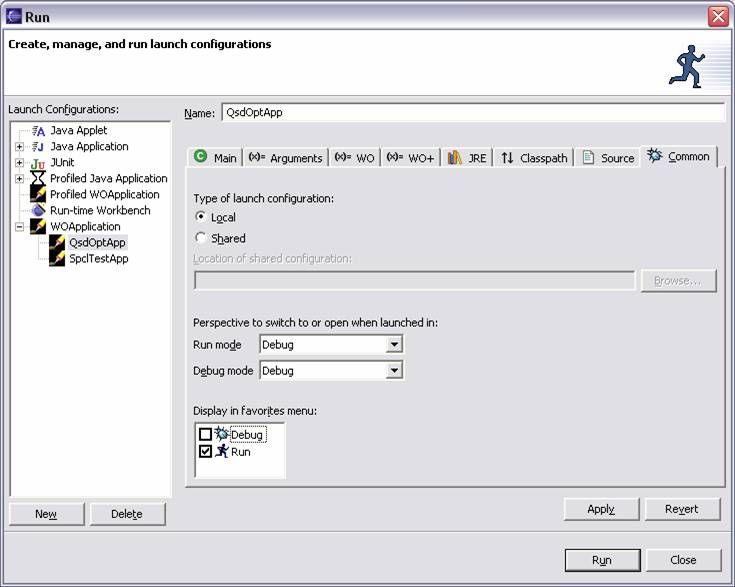 Run
Create, manage, and run launch configurations
Launch Configurations:
Java Applet
Java Application
JUnit
Profiled Java Application
Profiled WOApplication
Run-time Workbench
WOApplication
QsdOptApp
SpclTestApp
New
Delete
Name: QsdOptApp
Main (x)= Arguments (x)= WO (x)= WO+ JRE Classpath Source Common
Type of launch configuration:
Local
Shared
Location of shared configuration:
Browse...
Perspective to switch to or open when launched in:
Run mode Debug
Debug mode Debug
Display in favorites menu:
Debug
Run
Apply Revert
Run Close